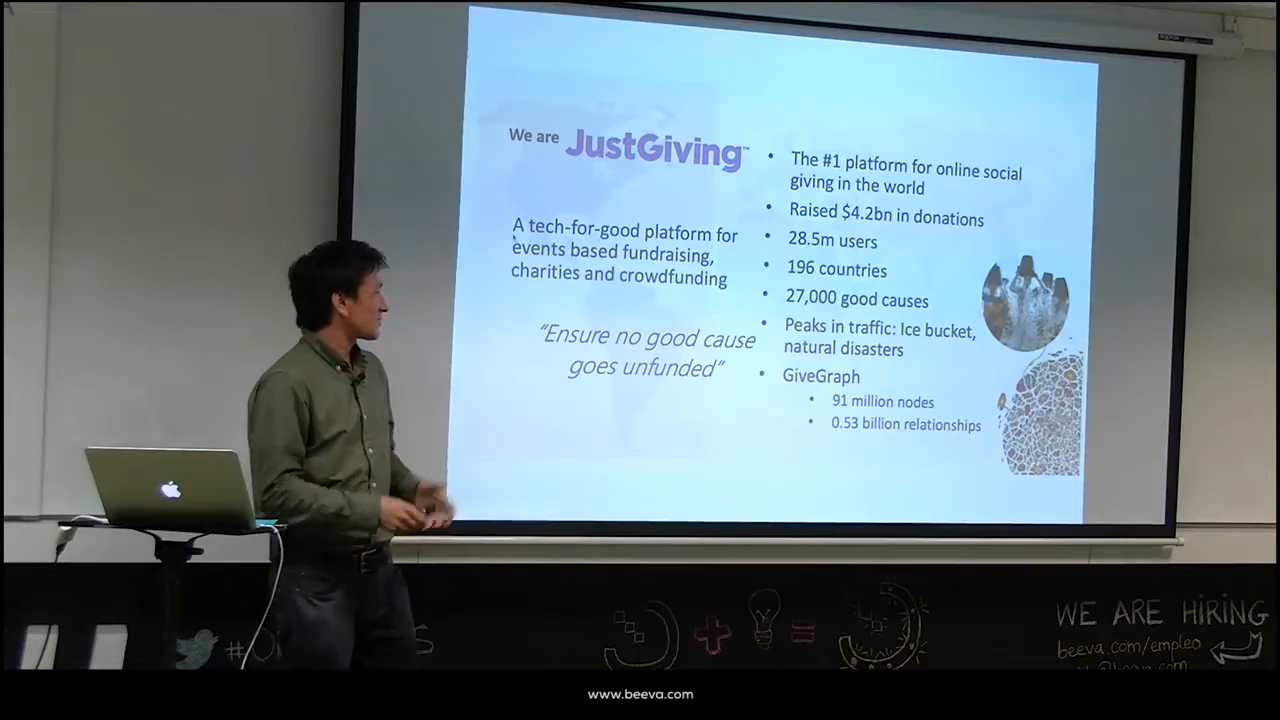 We are JustGiving™
A tech-for-good platform for
events based fundraising,
charities and crowdfunding
“Ensure no good cause
goes unfunded”
• The #1 platform for online social
giving in the world
• Raised $4.2bn in donations
• 28.5m users
• 196 countries
• 27,000 good causes
• Peaks in traffic: Ice bucket,
natural disasters
• GiveGraph
• 91 million nodes
• 0.53 billion relationships
+ =
WE ARE HiRiNG
beeva.com/empleo
www.beeva.com